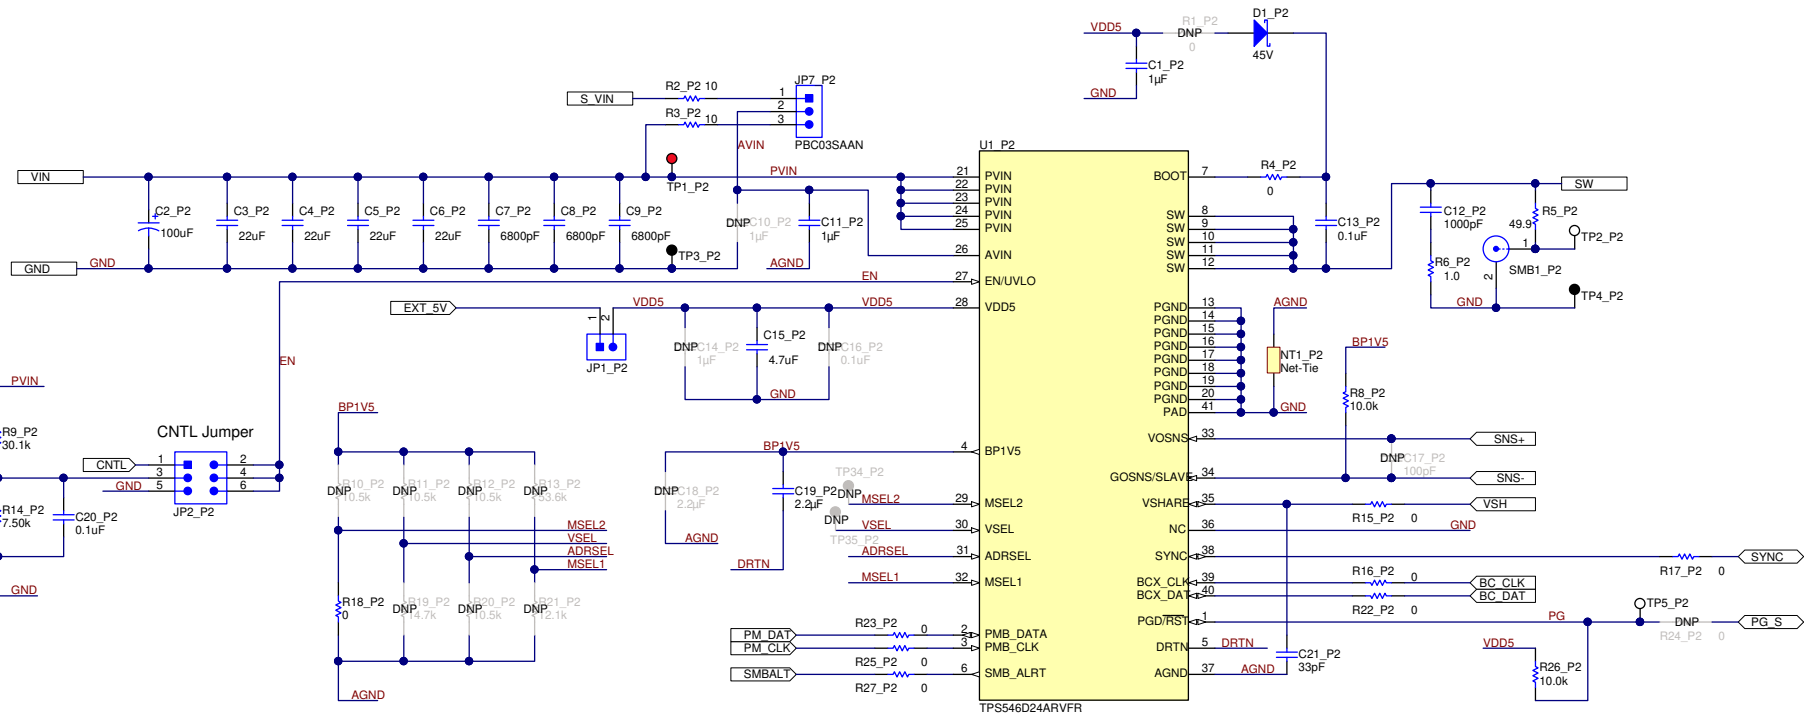 D1_P2
VDD5
R1_P2
DNP
0
45V
C1_P2
1µF
GND
JP7_P2
S_VIN
R2_P2 10
1
2
3
R3_P2
10
PBC03SAAN
AVIN
U1_P2
VIN
TP1_P2
PVIN
C2_P2
+
100uF
C3_P2
22uF
C4_P2
22uF
C5_P2
22uF
C6_P2
22uF
C7_P2
6800pF
C8_P2
6800pF
C9_P2
6800pF
DNP
C10_P2
1µF
C11_P2
1µF
TP3_P2
GND
GND
AGND
21 PVIN
22 PVIN
23 PVIN
24 PVIN
25 PVIN
26 AVIN
EN 27 EN/UVLO
VDD5 28 VDD5
4 BP1V5
29 MSEL2
30 VSEL
31 ADRSEL
32 MSEL1
2 PMB_DATA
3 PMB_CLK
6 SMB_ALRT
BOOT 7
SW 8
SW 9
SW 10
SW 11
SW 12
PGND 13
PGND 14
PGND 15
PGND 16
PGND 17
PGND 18
PGND 19
PGND 20
PAD 41
VOSNS 33
GOSNS/SLAVE 34
VSHARE 35
NC 36
SYNC 38
BCX_CLK 39
BCX_DAT 40
PGD/RST 1
DRTN 5
AGND 37
TPS546D24ARVFR
R4_P2
0
C13_P2
0.1uF
SW
C12_P2
1000pF
R5_P2
49.9
TP2_P2
R6_P2
1.0
1
2
SMB1_P2
GND
TP4_P2
EXT_5V
VDD5
1
2
JP1_P2
DNP
C14_P2
1µF
C15_P2
4.7uF
DNP
C16_P2
0.1uF
GND
AGND
NT1_P2
Net-Tie
GND
BP1V5
R8_P2
10.0k
SNS+
DNP
C17_P2
100pF
SNS-
VSH
R15_P2 0
GND
R17_P2 0
SYNC
R16_P2 0
BC_CLK
BC_DAT
R22_P2 0
PG
TP5_P2
DNP
R24_P2 0
PG_S
VDD5
R26_P2
10.0k
DRTN
AGND
C21_P2
33pF
EN
PVIN
R9_P2
30.1k
CNTL Jumper
CNTL
GND
1
3
5
2
4
6
JP2_P2
R14_P2
7.50k
C20_P2
0.1uF
GND
BP1V5
DNP
R10_P2
10.5k
DNP
R11_P2
10.5k
DNP
R12_P2
10.5k
DNP
R13_P2
53.6k
MSEL2
VSEL
ADRSEL
MSEL1
R18_P2
0
DNP
R19_P2
14.7k
DNP
R20_P2
10.5k
DNP
R21_P2
12.1k
AGND
BP1V5
DNP
C18_P2
2.2µF
C19_P2
2.2µF
AGND
DRTN
TP34_P2
DNP
MSEL2
DNP
VSEL
TP35_P2
ADRSEL
MSEL1
PM_DAT
PM_CLK
SMBALT
R23_P2 0
R25_P2 0
R27_P2 0